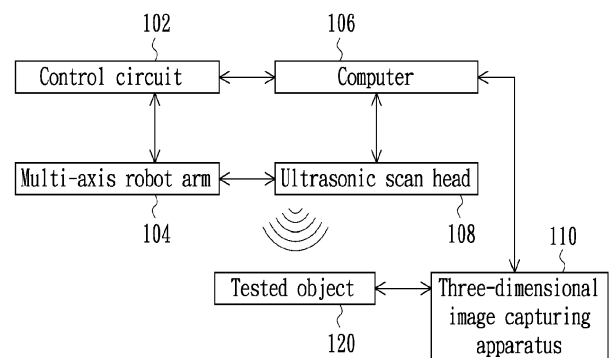 102
106
Control circuit
Computer
Multi-axis robot arm
Ultrasonic scan head
104
108
110
Tested object
Three-dimensional
image capturing
apparatus
120